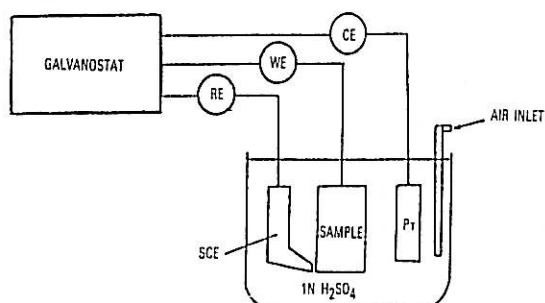 CE
GALVANOSTAT
WE
RE
AIR INLET
SAMPLE
PT
SCE
1N H₂SO₄